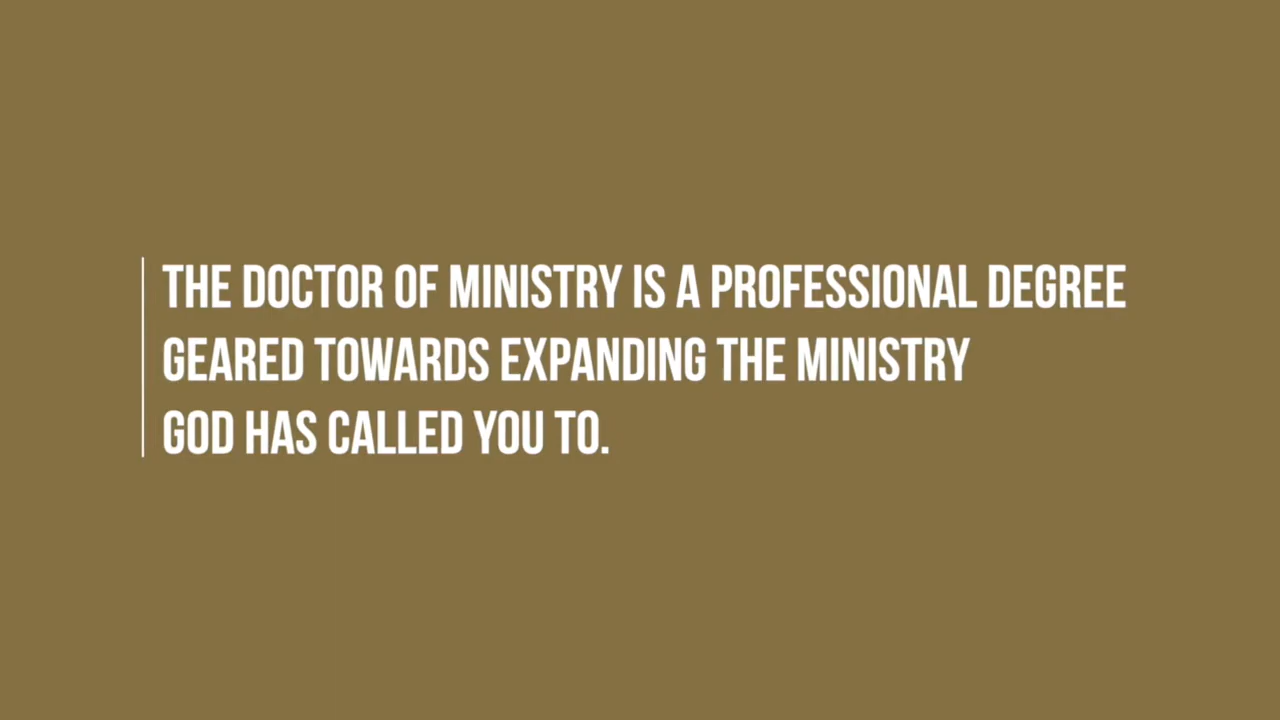 THE DOCTOR OF MINISTRY IS A PROFESSIONAL DEGREE
GEARED TOWARDS EXPANDING THE MINISTRY
GOD HAS CALLED YOU TO.